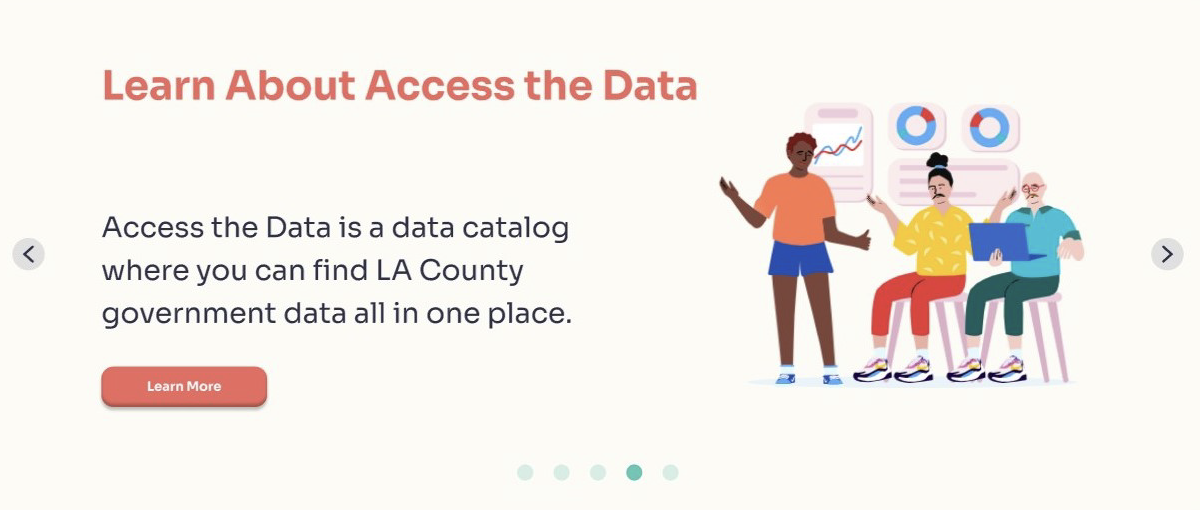 Learn About Access the Data
Access the Data is a data catalog
where you can find LA County
government data all in one place.
Learn More